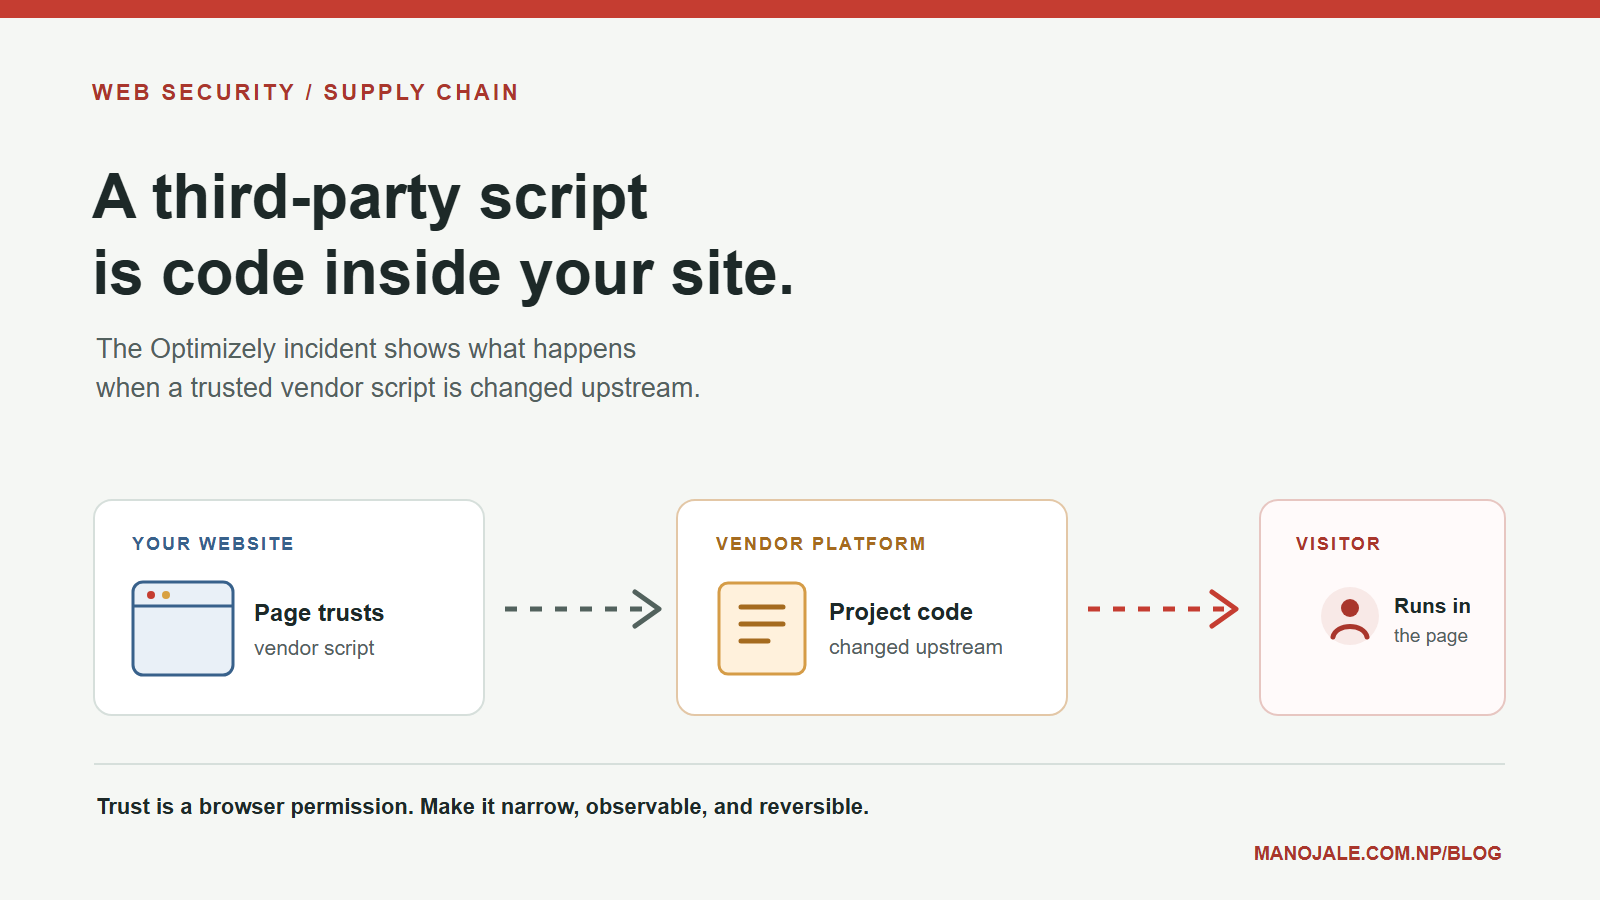 WEB SECURITY / SUPPLY CHAIN
A third-party script
is code inside your site.
The Optimizely incident shows what happens
when a trusted vendor script is changed upstream.
YOUR WEBSITE
Page trusts
vendor script
VENDOR PLATFORM
Project code
changed upstream
VISITOR
Runs in
the page
Trust is a browser permission. Make it narrow, observable, and reversible.
MANOJALE.COM.NP/BLOG